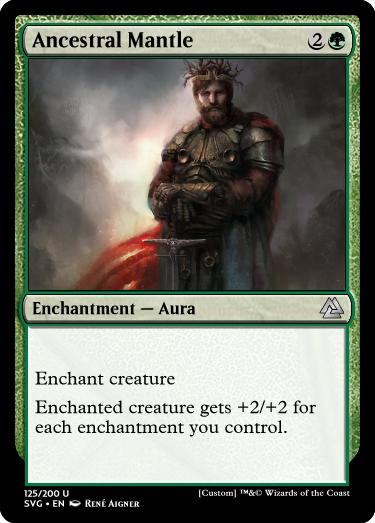 Ancestral Mantle 2
Enchantment — Aura
Enchant creature
Enchanted creature gets +2/+2 for
each enchantment you control.
125/200 U [Custom] ™&© Wizards of the Coast
SVG • EN René Aigner